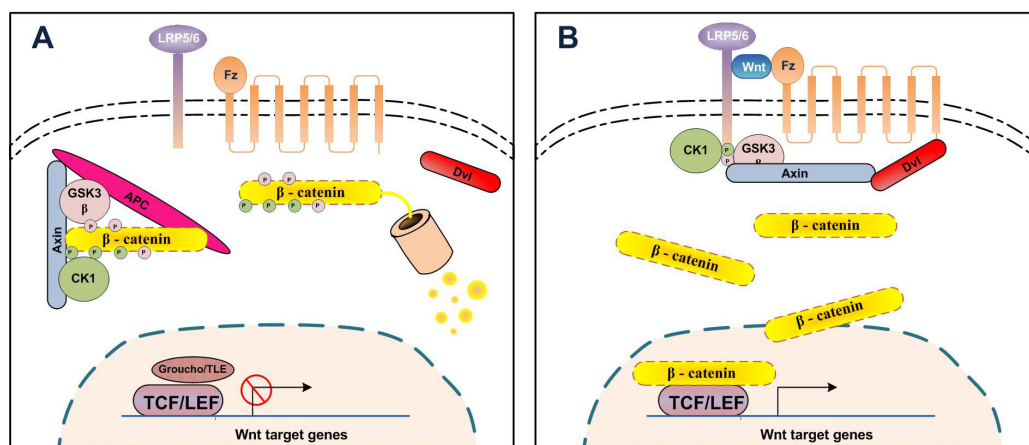 A
LRP5/6
Fz
Dvl
APC
GSK3
β
Axin
P
P
β - catenin
P
P
P
P
CK1
P
P
β - catenin
P
P
P
P
Groucho/TLE
TCF/LEF
Wnt target genes
B
LRP5/6
Wnt
Fz
CK1
P
P
GSK3
β
Axin
Dvl
β - catenin
β - catenin
β - catenin
β - catenin
TCF/LEF
Wnt target genes